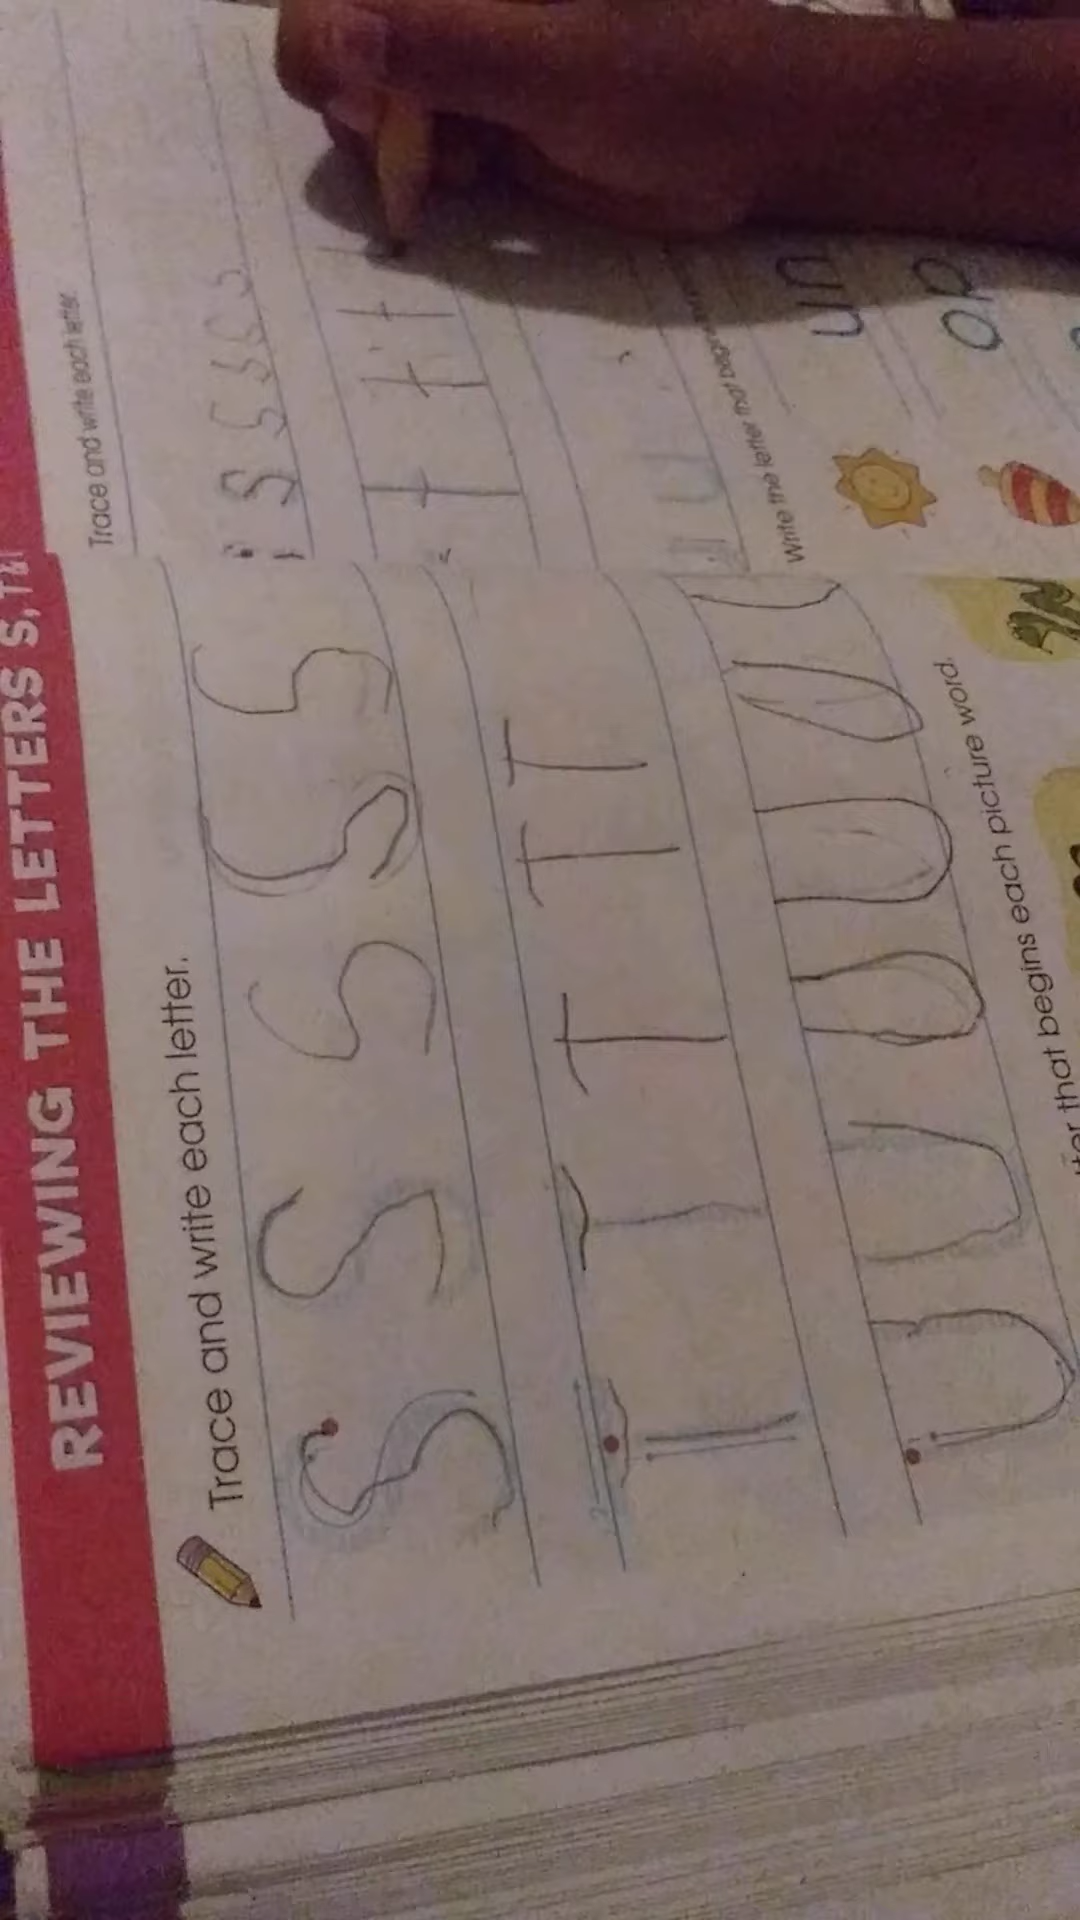 REVIEWING THE LETTERS S, T
Trace and write each letter.
S S S S S
T T T T T
U U U U U U
that begins each picture word.
Trace and write each letter.
s s s s s
t t t
u
Write the letter that begins
un
op